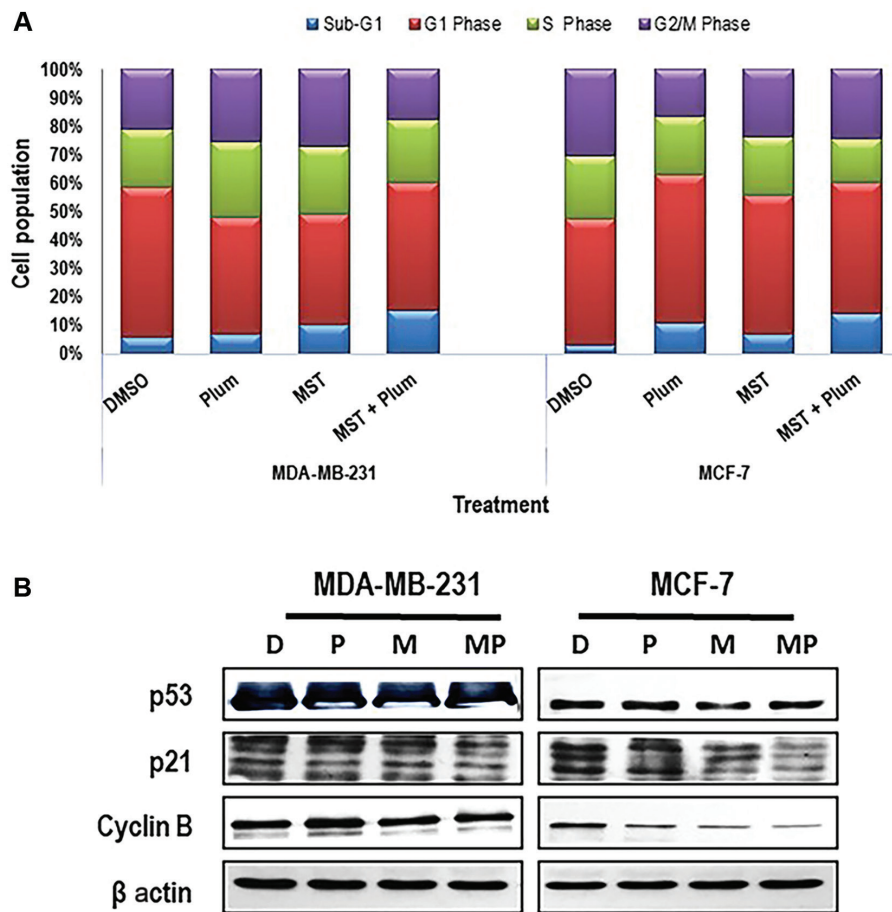 A
Sub-G1 G1 Phase S Phase G2/M Phase
100%
90%
80%
70%
60%
50%
40%
30%
20%
10%
0%
Cell population
DMSO Plum MST MST + Plum DMSO Plum MST MST + Plum
MDA-MB-231 MCF-7
Treatment
B
MDA-MB-231 MCF-7
D P M MP D P M MP
p53
p21
Cyclin B
β actin